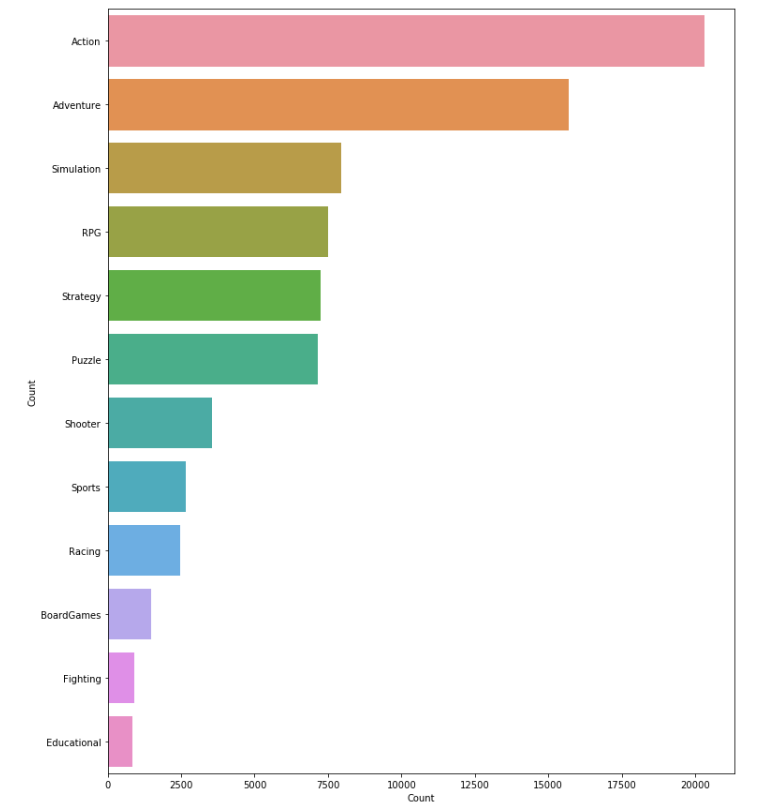 Action
Adventure
Simulation
RPG
Strategy
Puzzle
Count
Shooter
Sports
Racing
BoardGames
Fighting
Educational
0 2500 5000 7500 10000 12500 15000 17500 20000
Count